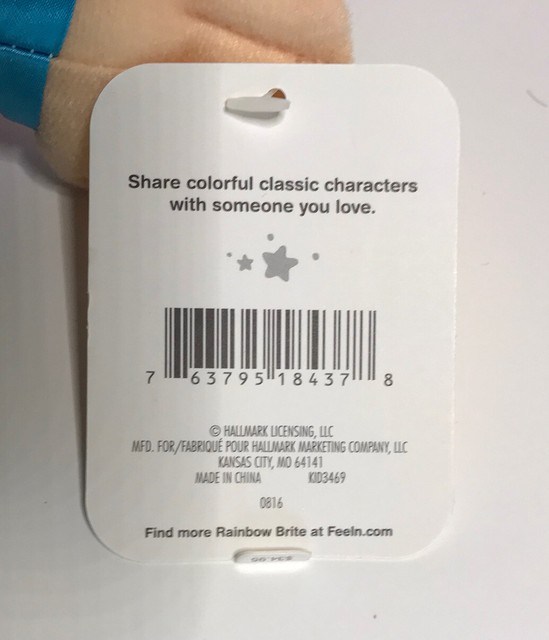 Share colorful classic characters
with someone you love.
7 63795 18437 8
© HALLMARK LICENSING, LLC
MFD. FOR/FABRIQUÉ POUR HALLMARK MARKETING COMPANY, LLC
KANSAS CITY, MO 64141
MADE IN CHINA KID3469
0816
Find more Rainbow Brite at FeelIn.com